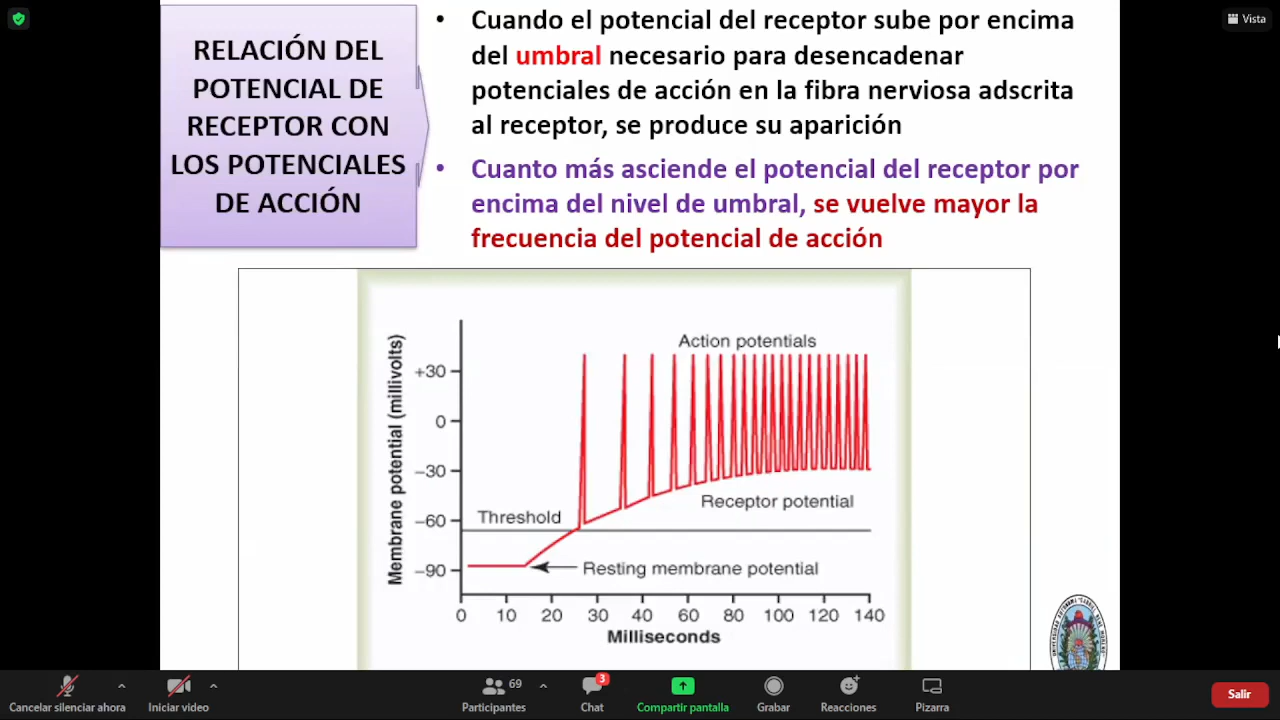 Vista
RELACIÓN DEL
POTENCIAL DE
RECEPTOR CON
LOS POTENCIALES
DE ACCIÓN
• Cuando el potencial del receptor sube por encima
del umbral necesario para desencadenar
potenciales de acción en la fibra nerviosa adscrita
al receptor, se produce su aparición
• Cuanto más asciende el potencial del receptor por
encima del nivel de umbral, se vuelve mayor la
frecuencia del potencial de acción
Membrane potential (millivolts)
Action potentials
+30
0
−30
Receptor potential
−60
Threshold
−90
Resting membrane potential
0 10 20 30 40 60 80 100 120 140
Milliseconds
Cancelar silenciar ahora
Iniciar video
69
Participantes
3
Chat
Compartir pantalla
Grabar
Reacciones
Pizarra
Salir